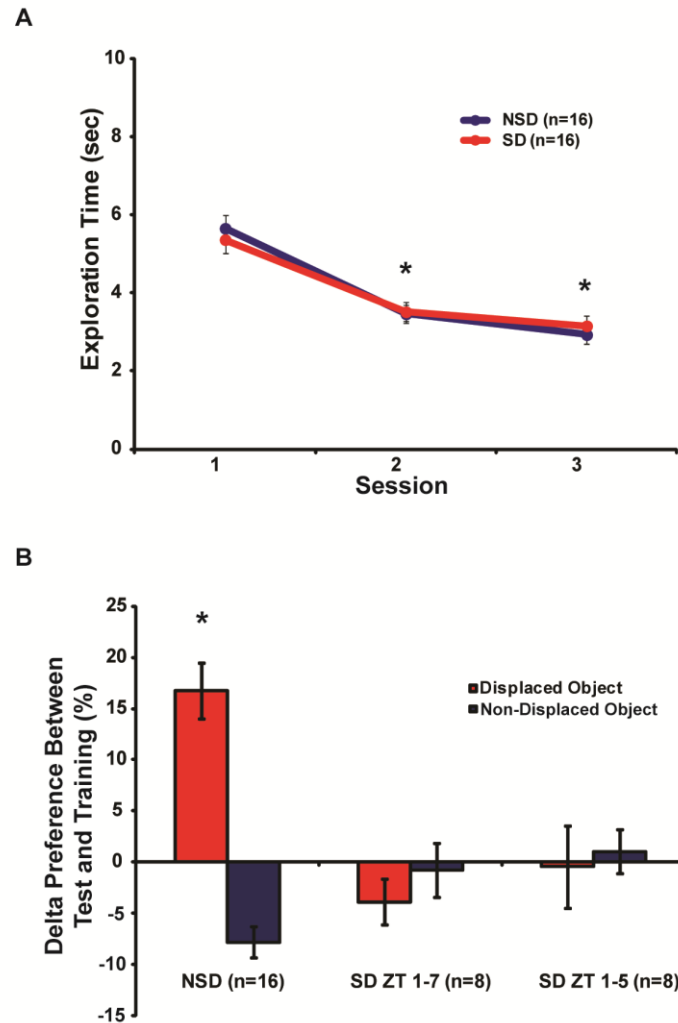 A
10
8
6
4
2
0
Exploration Time (sec)
NSD (n=16)
SD (n=16)
*
*
1 2 3
Session
B
25
20
15
10
5
0
-5
-10
-15
Delta Preference Between
Test and Training (%)
*
Displaced Object
Non-Displaced Object
NSD (n=16) SD ZT 1-7 (n=8) SD ZT 1-5 (n=8)